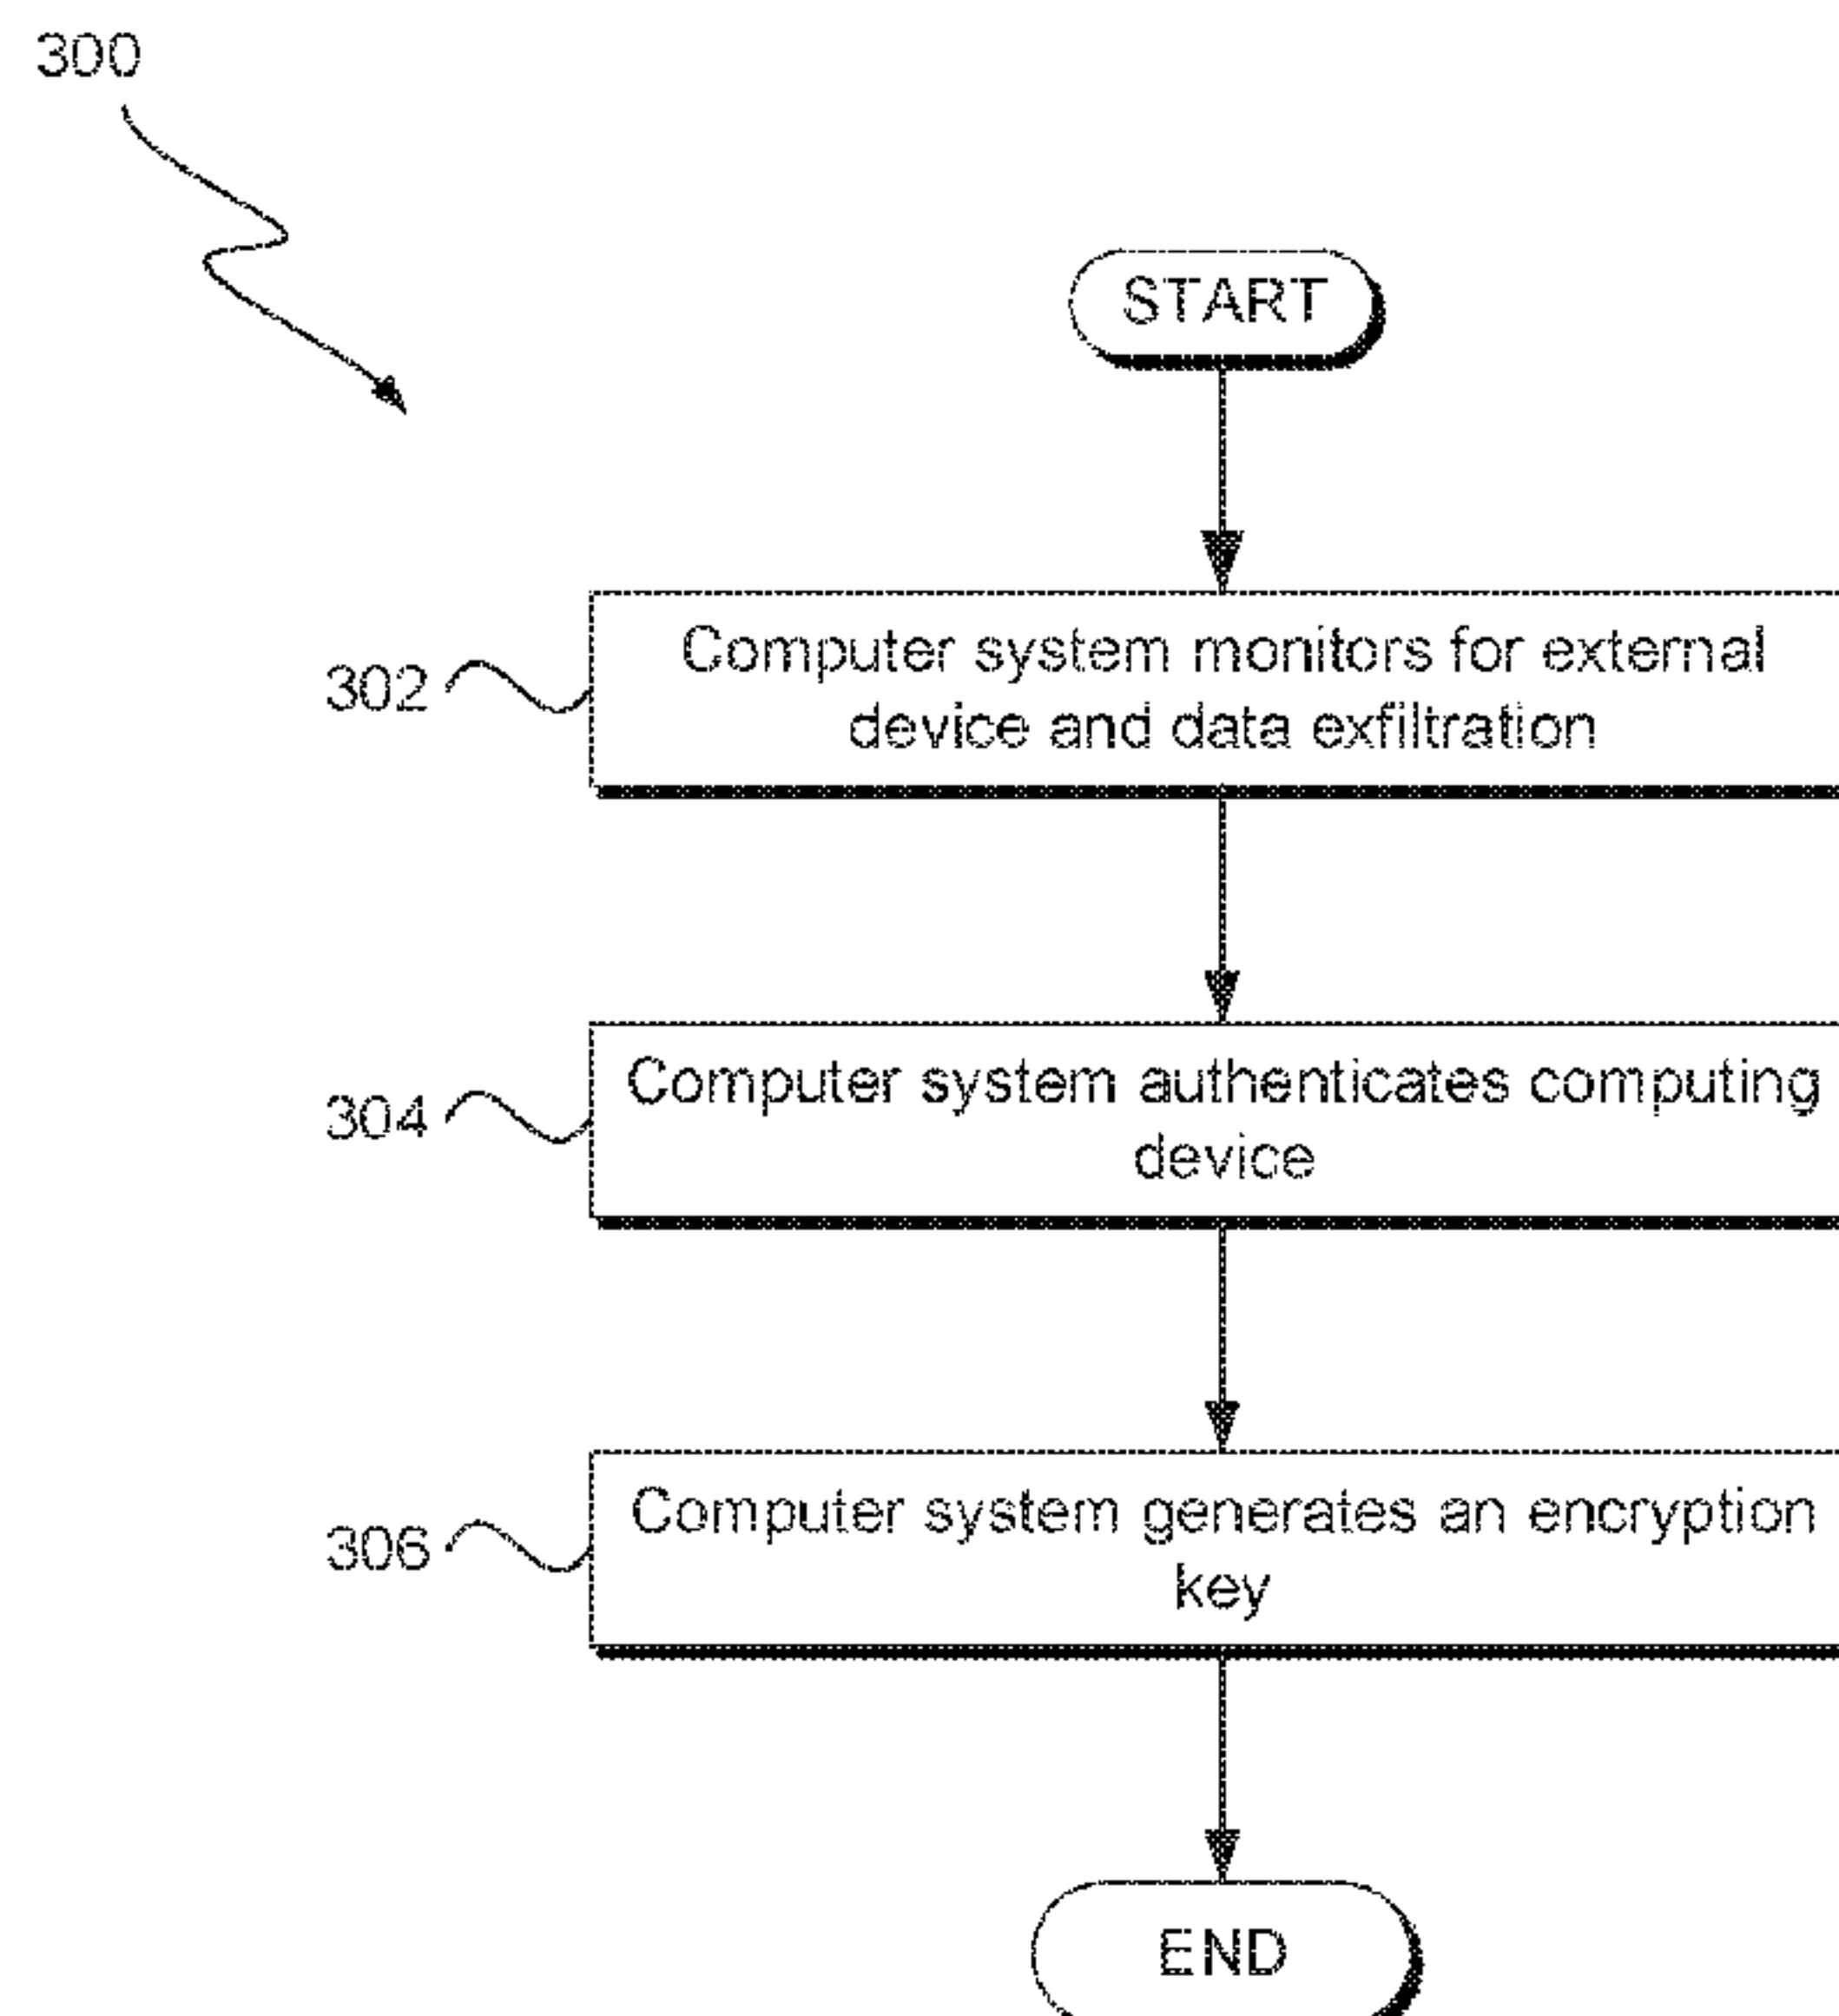 300
START
302
Computer system monitors for external
device and data exfiltration
304
Computer system authenticates computing
device
306
Computer system generates an encryption
key
END